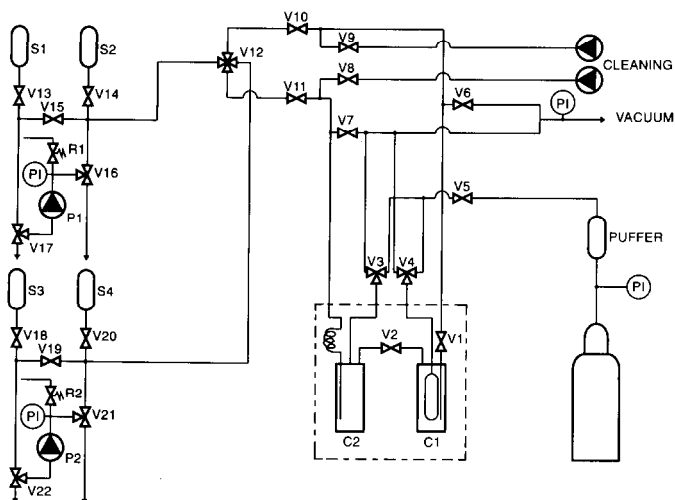 S1
S2
V10
V9
V12
CLEANING
V13
V15
V14
V11
V8
V6
PI
VACUUM
V7
R1
PI
V16
P1
V17
V5
PUFFER
V3
V4
PI
S3
S4
V18
V19
V20
V2
V1
R2
PI
V21
P2
V22
C2
C1